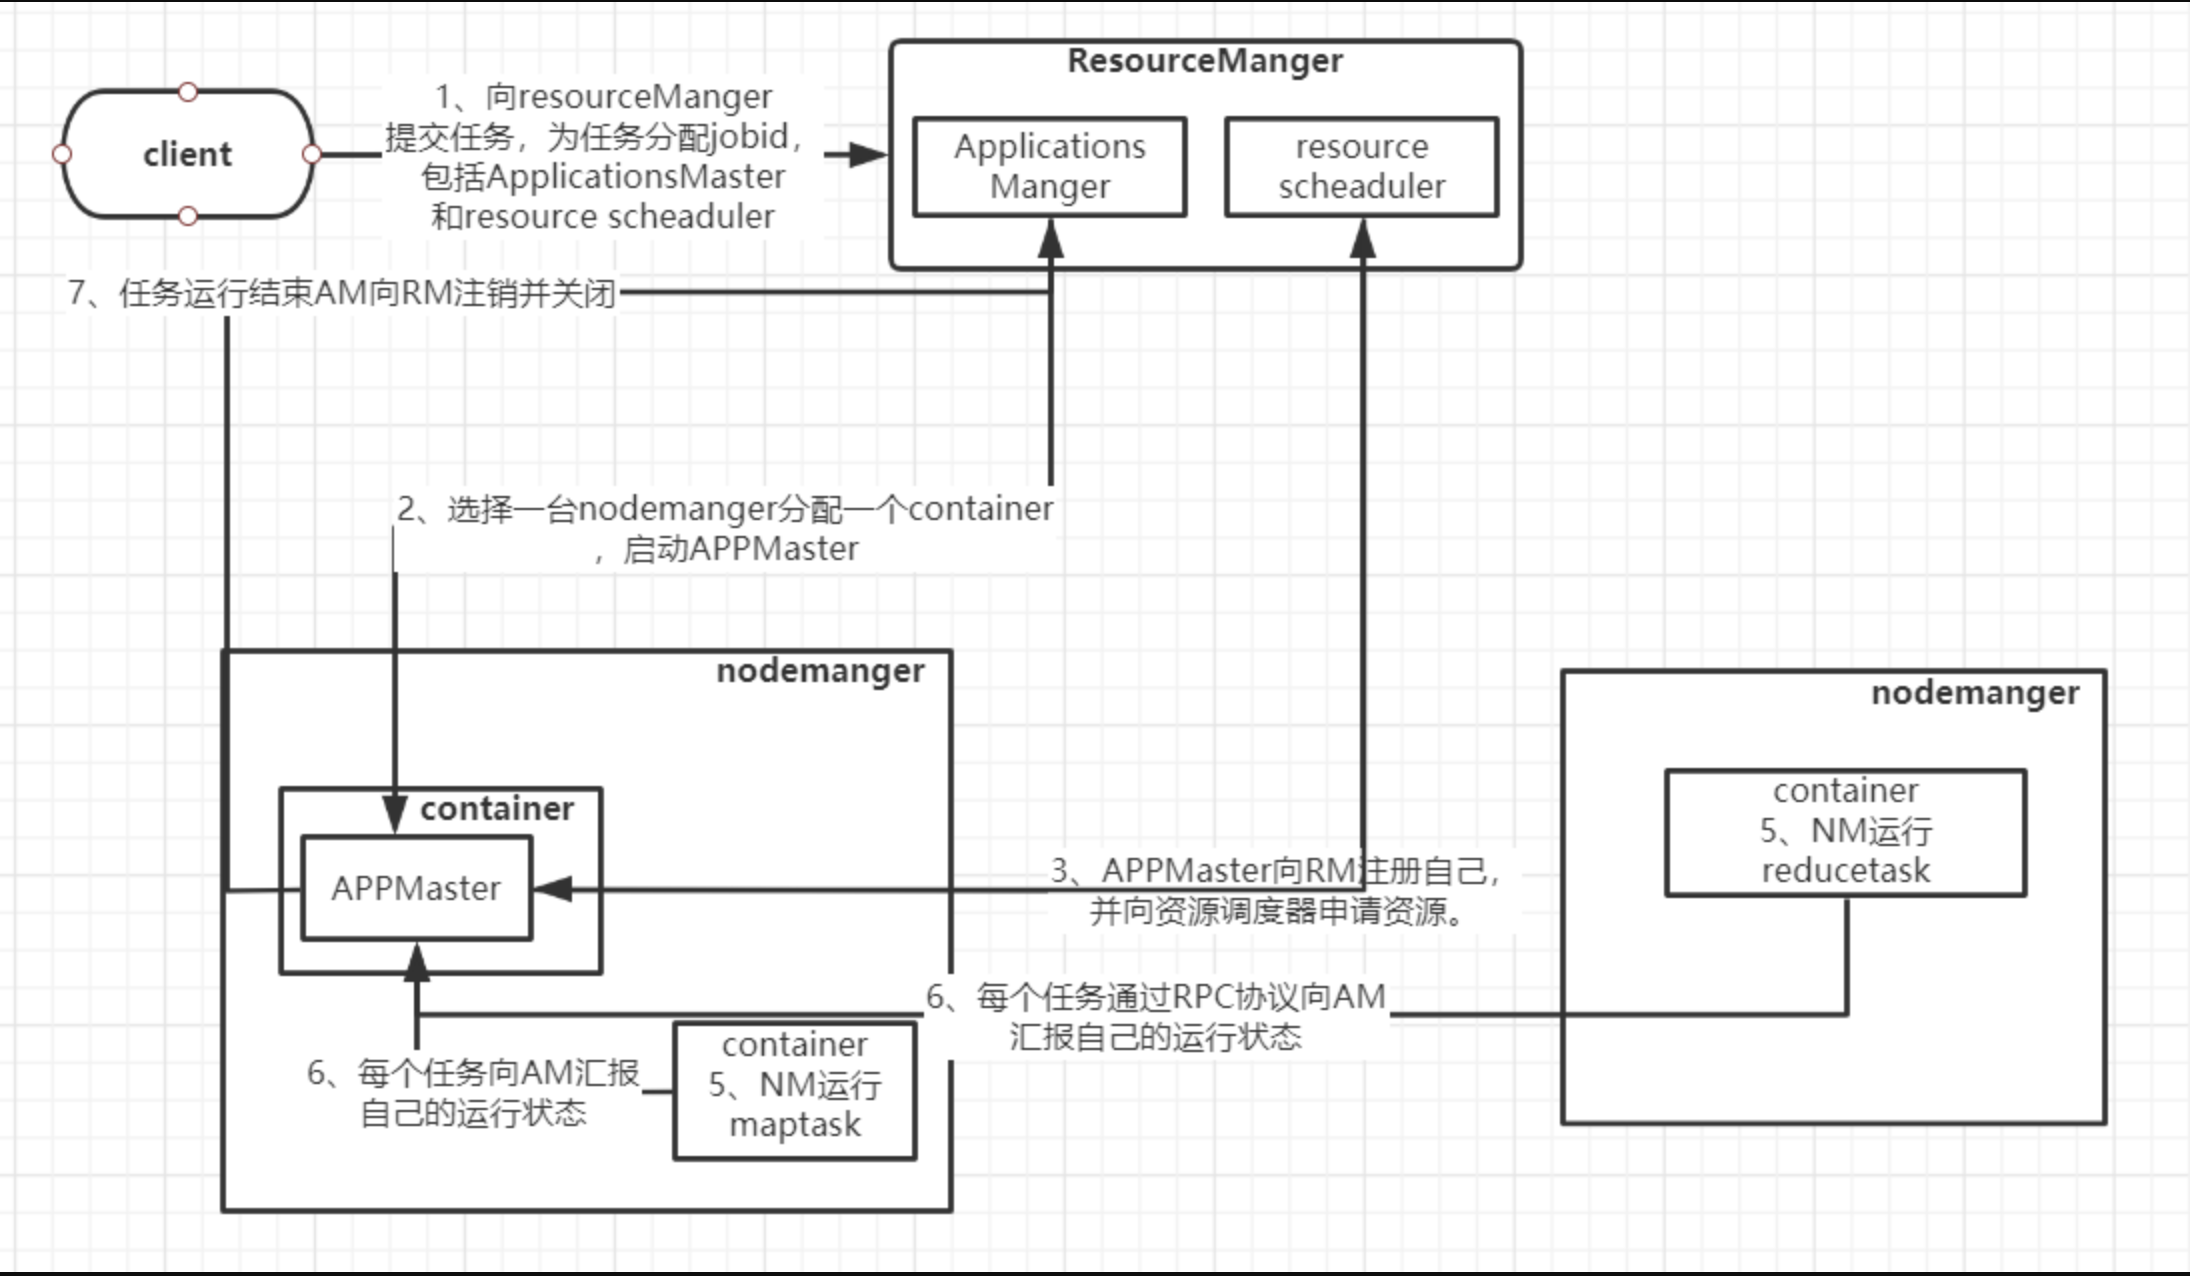 ResourceManger
client
1、向resourceManger
提交任务，为任务分配jobid，
包括ApplicationsMaster
和resource scheaduler
Applications
Manger
resource
scheaduler
7、任务运行结束AM向RM注销并关闭
2、选择一台nodemanger分配一个container
，启动APPMaster
nodemanger
container
APPMaster
3、APPMaster向RM注册自己，
并向资源调度器申请资源。
nodemanger
container
5、NM运行
reducetask
6、每个任务通过RPC协议向AM
汇报自己的运行状态
6、每个任务向AM汇报
自己的运行状态
container
5、NM运行
maptask